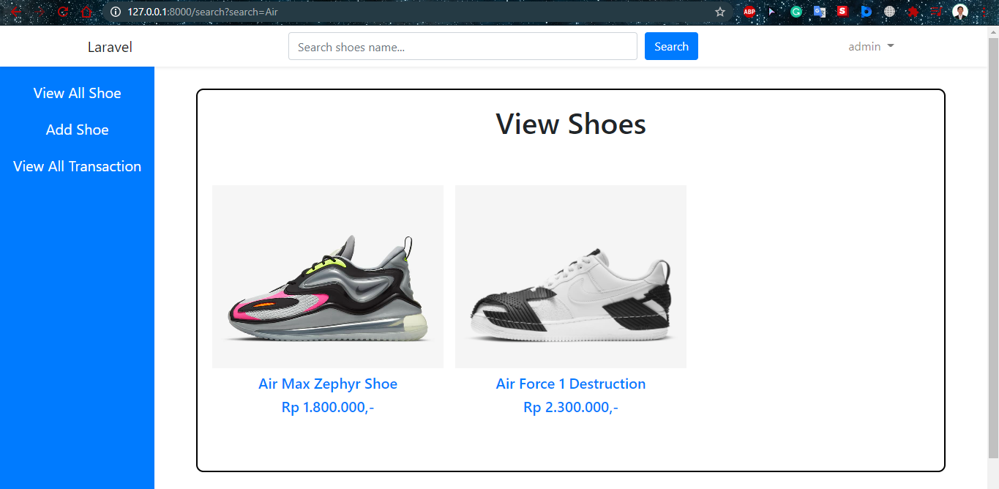 127.0.0.1:8000/search?search=Air
ABP
Laravel
Search shoes name...
Search
admin
View All Shoe
Add Shoe
View All Transaction
View Shoes
Air Max Zephyr Shoe
Rp 1.800.000,-
Air Force 1 Destruction
Rp 2.300.000,-